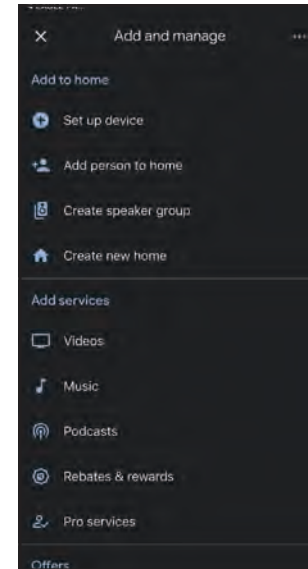 Add and manage
Add to home
Set up device
Add person to home
Create speaker group
Create new home
Add services
Videos
Music
Podcasts
Rebates & rewards
Pro services
Offers